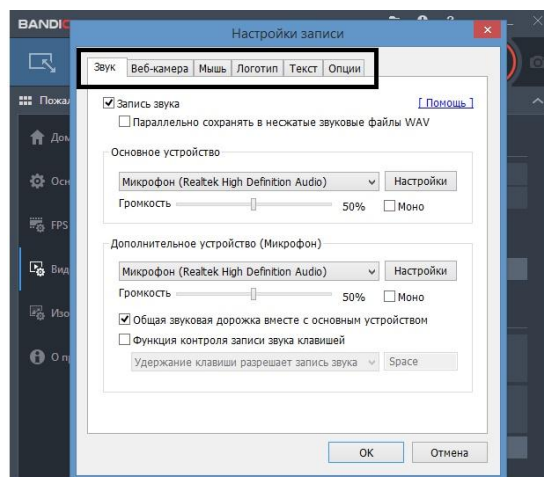 BANDIC
Настройки записи
Звук Веб-камера Мышь Логотип Текст Опции
Пожал
Запись звука [ Помощь ]
Параллельно сохранять в несжатые звуковые файлы WAV
Дом
Основное устройство
Осн
Микрофон (Realtek High Definition Audio) Настройки
Громкость 50% Моно
FPS
Дополнительное устройство (Микрофон)
Вид
Микрофон (Realtek High Definition Audio) Настройки
Громкость 50% Моно
Изо
Общая звуковая дорожка вместе с основным устройством
Функция контроля записи звука клавишей
О п
Удержание клавиши разрешает запись звука Space
OK Отмена